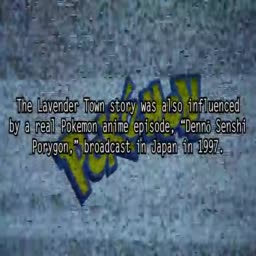 The Lavender Town story was also influenced
by a real Pokemon anime episode, "Dennō Senshi
Porygon," broadcast in Japan in 1997.
POKéMON